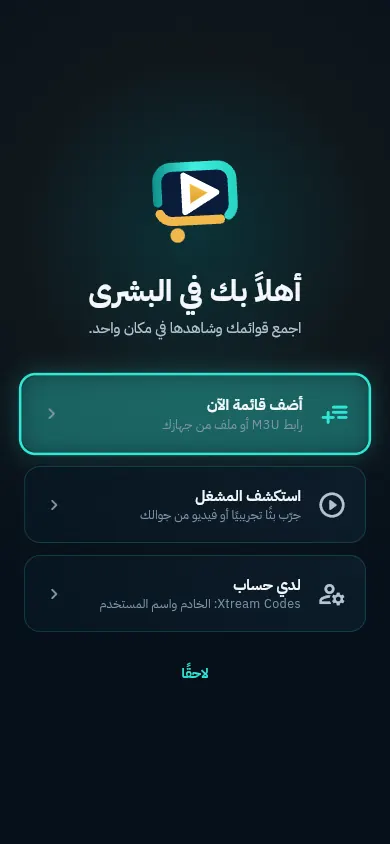 أهلاً بك في البشرى
اجمع قوائمك وشاهدها في مكان واحد.
أضف قائمة الآن
رابط M3U أو ملف من جهازك
استكشف المشغل
جرّب بثًا تجريبيًا أو فيديو من جوالك
لدي حساب
Xtream Codes: الخادم واسم المستخدم
لاحقًا